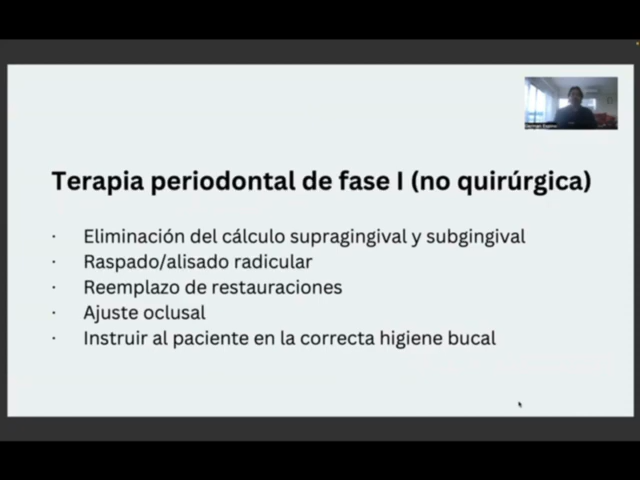 Terapia periodontal de fase I (no quirúrgica)
· Eliminación del cálculo supragingival y subgingival
· Raspado/alisado radicular
· Reemplazo de restauraciones
· Ajuste oclusal
· Instruir al paciente en la correcta higiene bucal